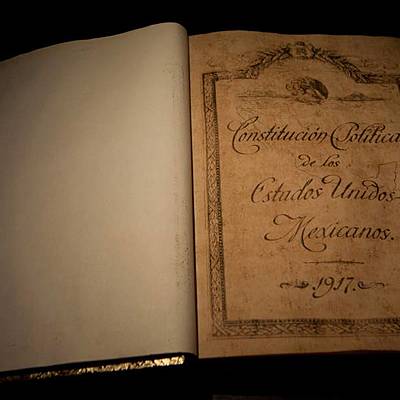 Constitución Política
de los
Estados Unidos
Mexicanos.
.1917.